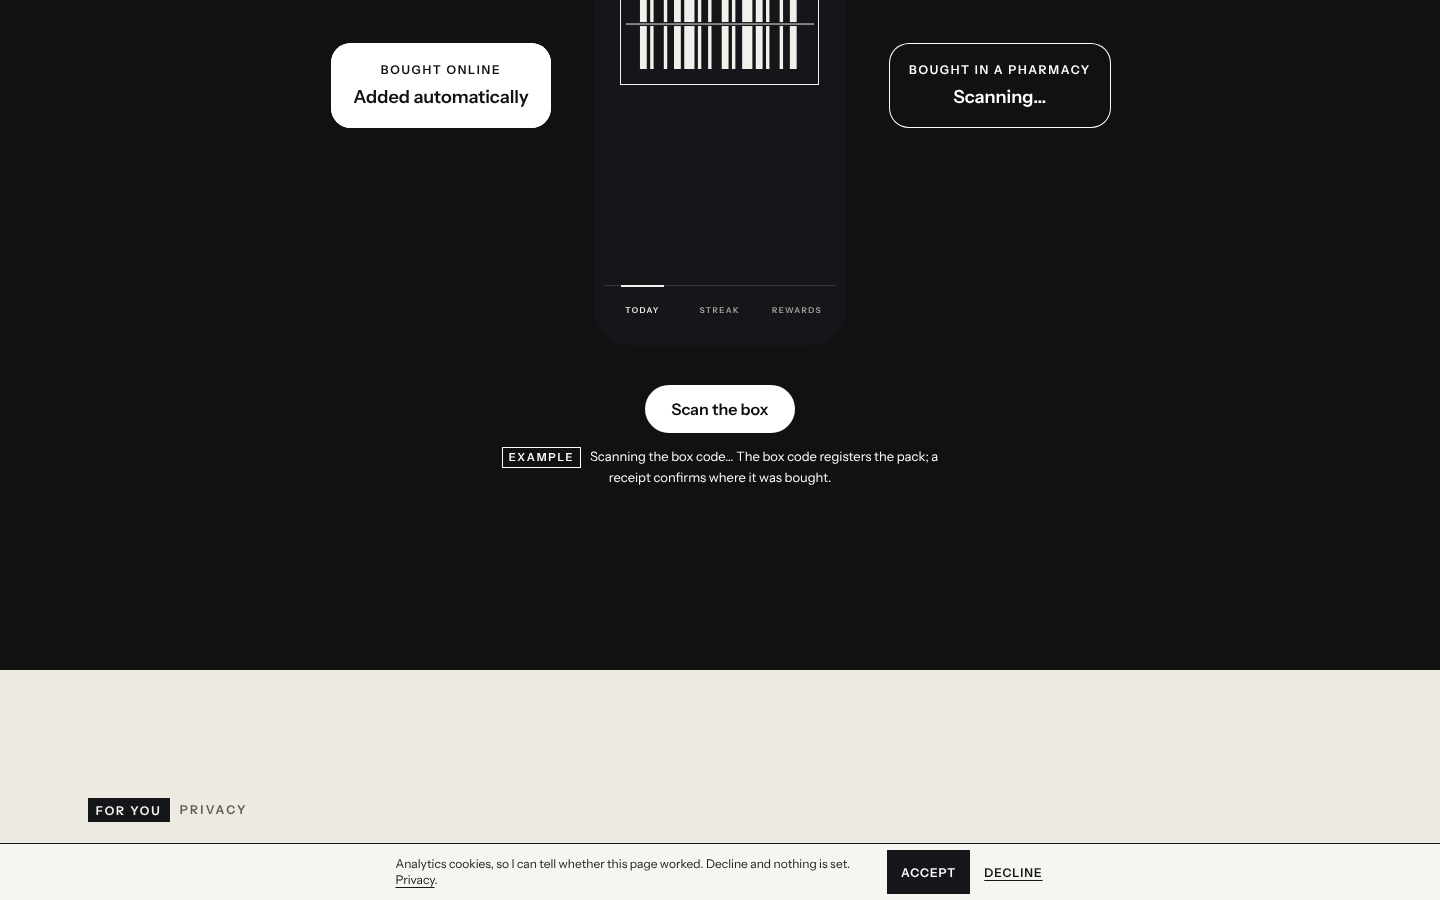 BOUGHT ONLINE
Added automatically
BOUGHT IN A PHARMACY
Scanning...
TODAY
STREAK
REWARDS
Scan the box
EXAMPLE Scanning the box code... The box code registers the pack; a
receipt confirms where it was bought.
FOR YOU PRIVACY
Analytics cookies, so I can tell whether this page worked. Decline and nothing is set.
Privacy.
ACCEPT
DECLINE